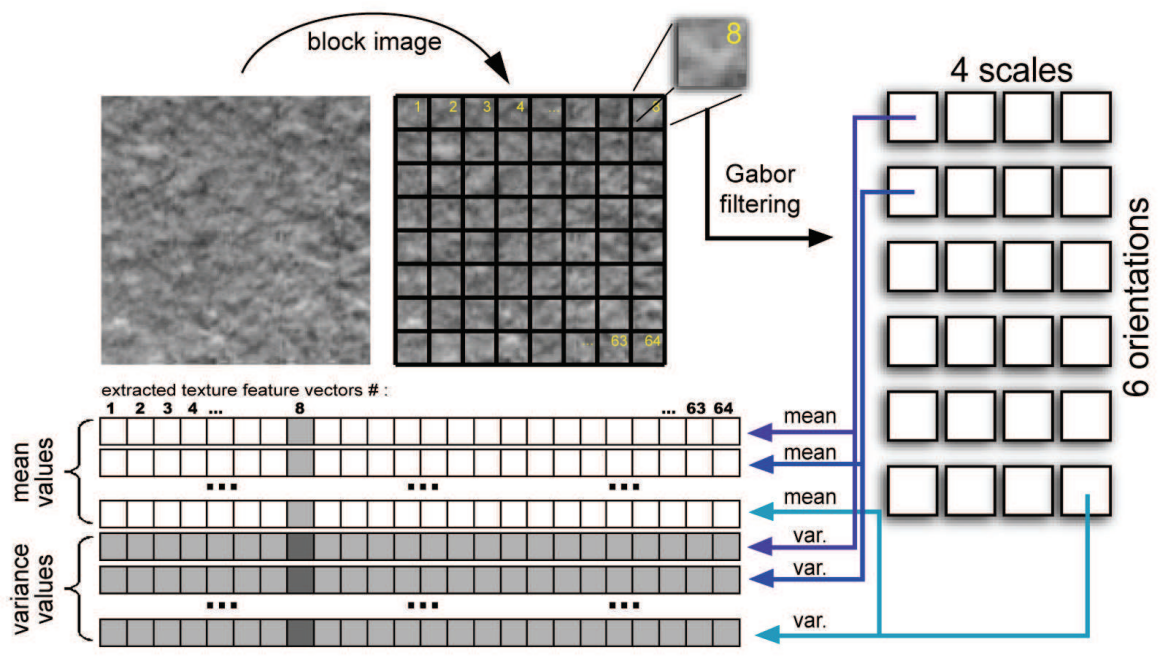 block image
8
4 scales
1 2 3 4 ... 8
Gabor
filtering
6 orientations
... 63 64
extracted texture feature vectors # :
1 2 3 4 ... 8 ... 63 64
mean
values
mean
mean
...
mean
variance
values
var.
var.
...
var.